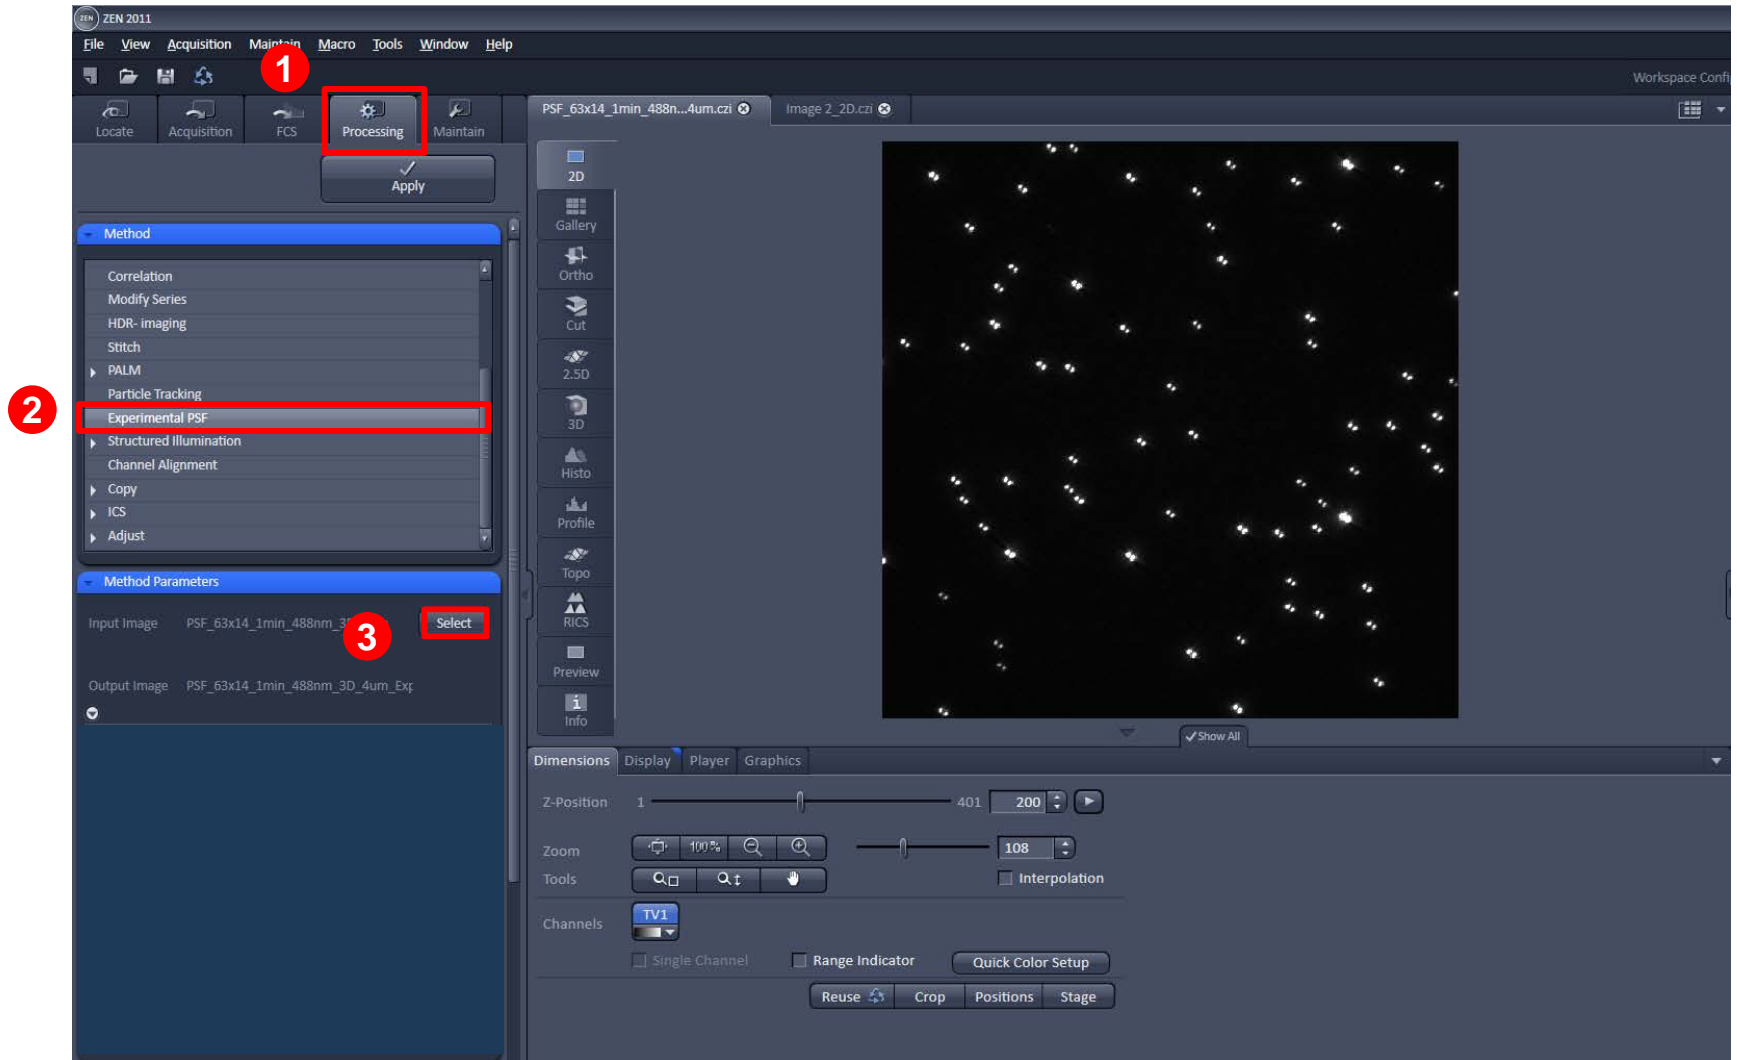 ZEN ZEN 2011
File View Acquisition Maintain Macro Tools Window Help
1
Workspace Confi
Locate Acquisition FCS Processing Maintain
PSF_63x14_1min_488n...4um.czi Image 2_2D.czi
Apply
Method
Correlation
Modify Series
HDR- imaging
Stitch
PALM
Particle Tracking
2
Experimental PSF
Structured Illumination
Channel Alignment
Copy
ICS
Adjust
Method Parameters
Input Image PSF_63x14_1min_488nm_3 Select
3
Output Image PSF_63x14_1min_488nm_3D_4um_Exp
2D
Gallery
Ortho
Cut
2.5D
3D
Histo
Profile
Topo
RICS
Preview
i
Info
Show All
Dimensions Display Player Graphics
Z-Position 1 401 200
Zoom 100% 108
Tools Interpolation
Channels TV1
Single Channel Range Indicator Quick Color Setup
Reuse Crop Positions Stage